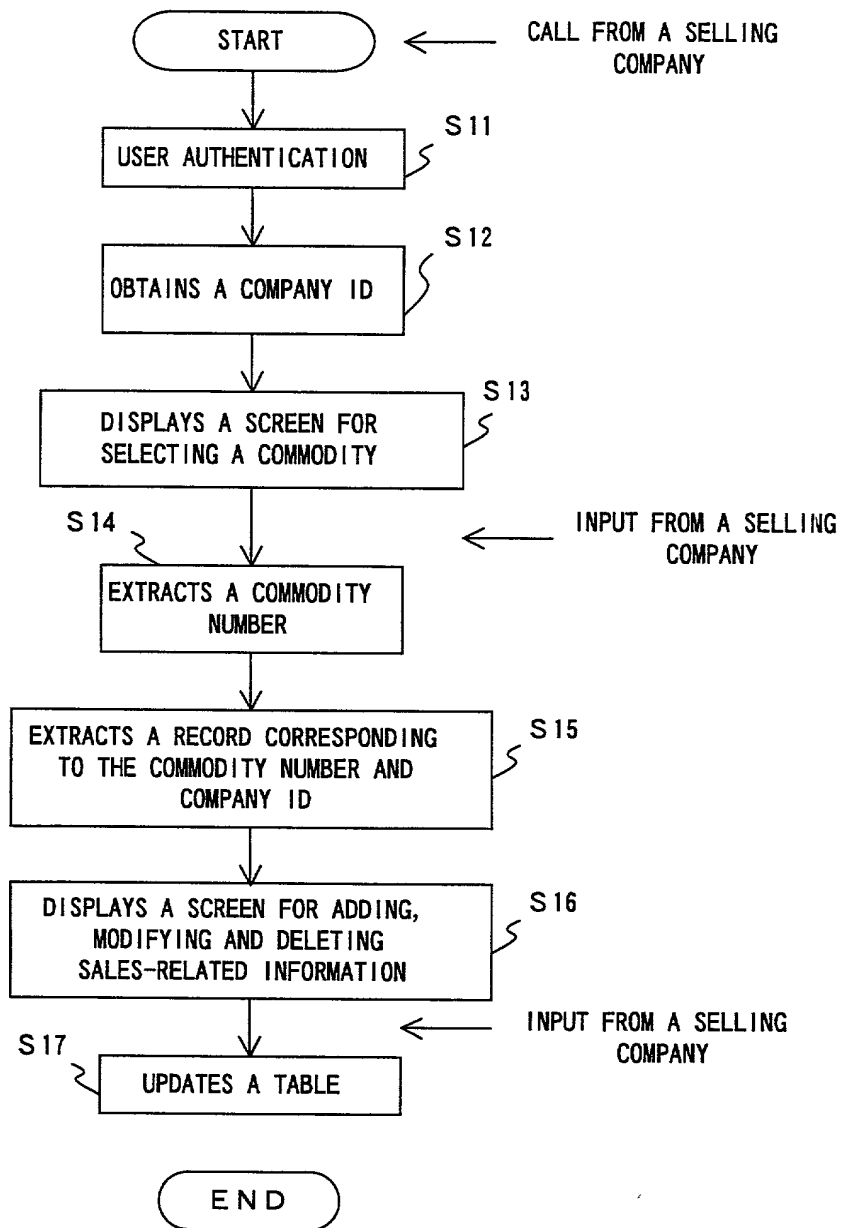 START
CALL FROM A SELLING
COMPANY
S11
USER AUTHENTICATION
S12
OBTAINS A COMPANY ID
S13
DISPLAYS A SCREEN FOR
SELECTING A COMMODITY
S14
INPUT FROM A SELLING
COMPANY
EXTRACTS A COMMODITY
NUMBER
S15
EXTRACTS A RECORD CORRESPONDING
TO THE COMMODITY NUMBER AND
COMPANY ID
S16
DISPLAYS A SCREEN FOR ADDING,
MODIFYING AND DELETING
SALES-RELATED INFORMATION
INPUT FROM A SELLING
COMPANY
S17
UPDATES A TABLE
END